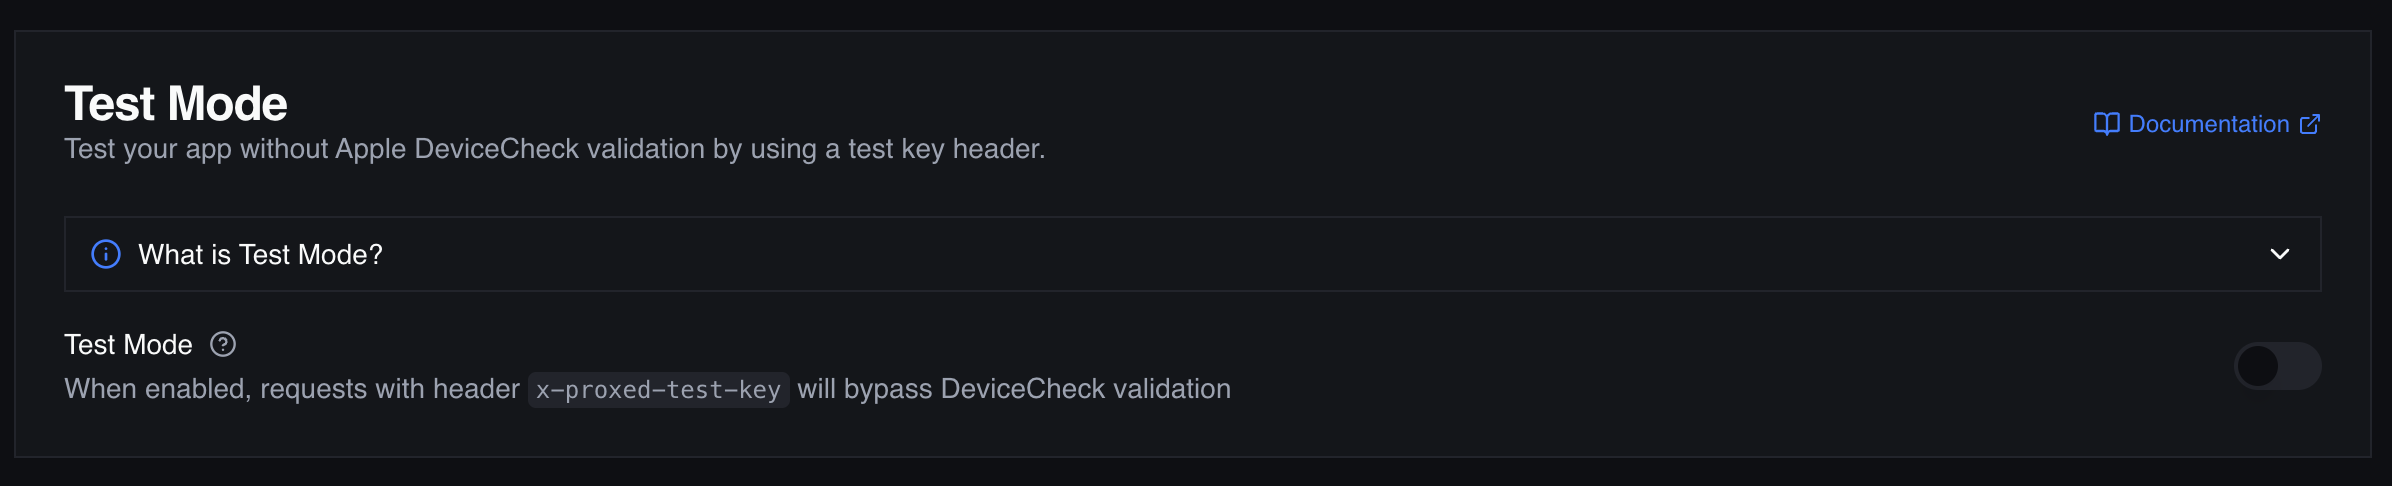 Test Mode
Test your app without Apple DeviceCheck validation by using a test key header.
Documentation
What is Test Mode?
Test Mode
When enabled, requests with header x-proxed-test-key will bypass DeviceCheck validation